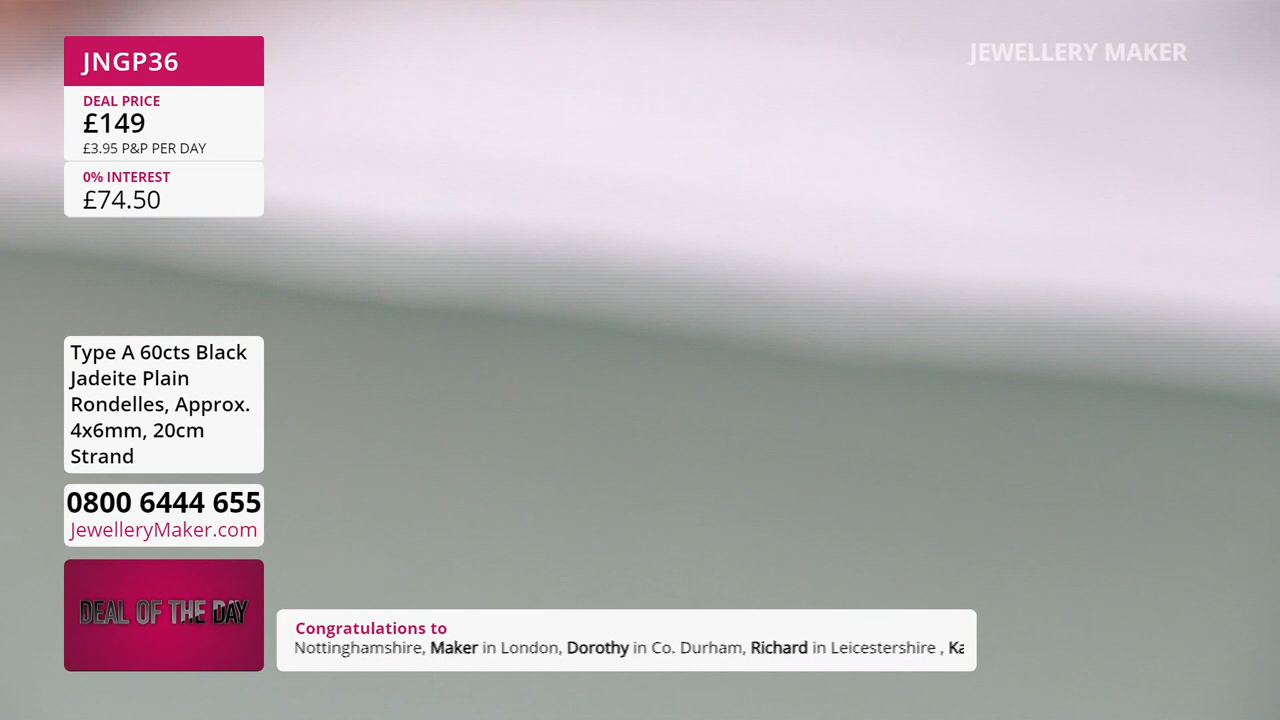 JNGP36
DEAL PRICE
£149
£3.95 P&P PER DAY
0% INTEREST
£74.50
JEWELLERY MAKER
Type A 60cts Black
Jadeite Plain
Rondelles, Approx.
4x6mm, 20cm
Strand
0800 6444 655
JewelleryMaker.com
DEAL OF THE DAY
Congratulations to
Nottinghamshire, Maker in London, Dorothy in Co. Durham, Richard in Leicestershire , Ka